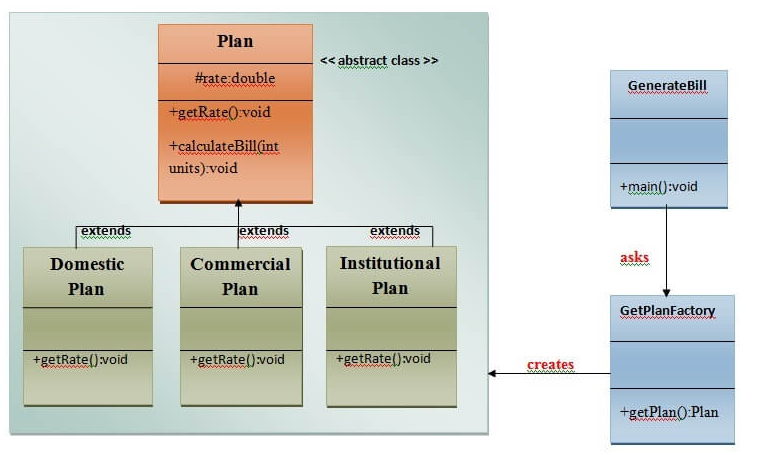 Plan
<< abstract class >>
#rate:double
+getRate():void
+calculateBill(int
units):void
extends
extends
extends
Domestic
Plan
+getRate():void
Commercial
Plan
+getRate():void
Institutional
Plan
+getRate():void
GenerateBill
+main():void
asks
GetPlanFactory
+getPlan():Plan
creates